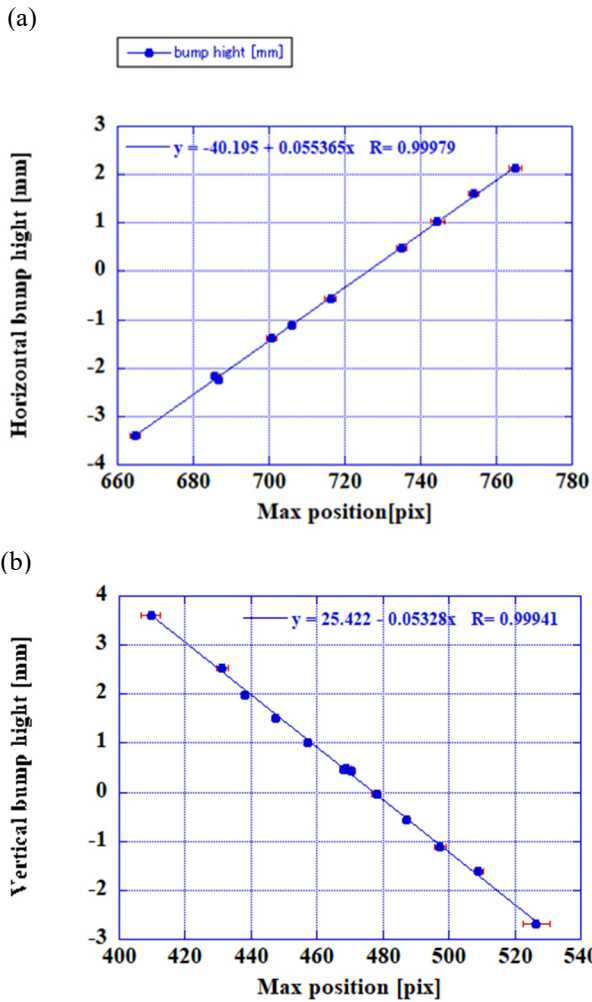 (a)
bump hight [mm]
y = -40.195 + 0.055365x R= 0.99979
Horizontal bump hight [mm]
3
2
1
0
-1
-2
-3
-4
660 680 700 720 740 760 780
Max position[pix]
(b)
y = 25.422 - 0.05328x R= 0.99941
Vertical bump hight [mm]
4
3
2
1
0
-1
-2
-3
400 420 440 460 480 500 520 540
Max position [pix]